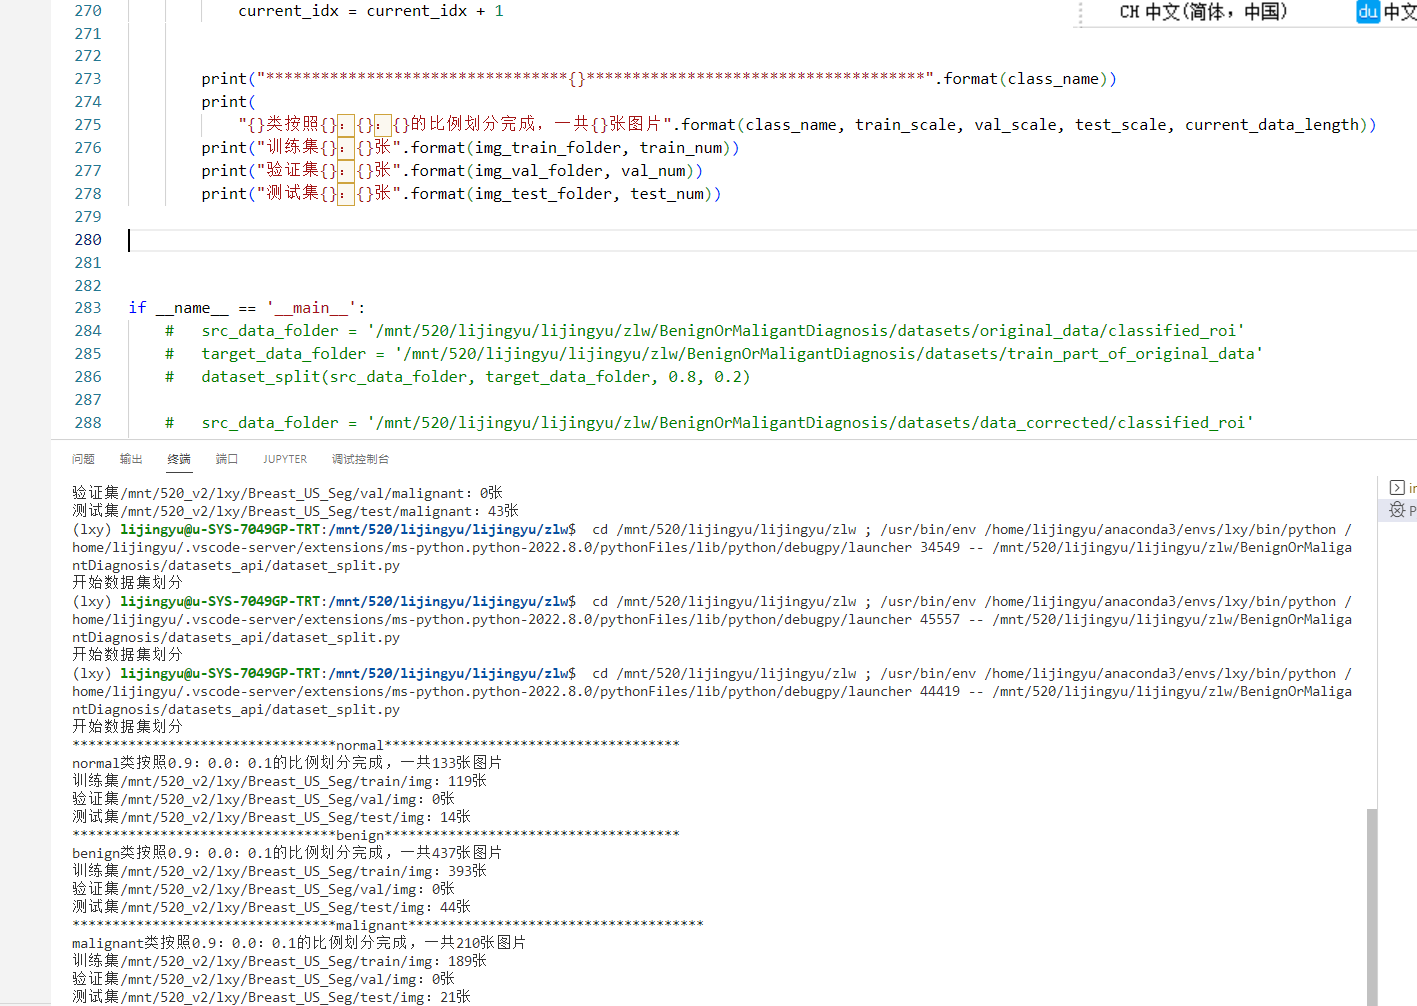 270 current_idx = current_idx + 1
CH 中文(简体，中国)
du 中文
271
272
273 print("*********************************{}*************************************".format(class_name))
274 print(
275 "{}类按照{}：{}：{}的比例划分完成，一共{}张图片".format(class_name, train_scale, val_scale, test_scale, current_data_length))
276 print("训练集{}：{}张".format(img_train_folder, train_num))
277 print("验证集{}：{}张".format(img_val_folder, val_num))
278 print("测试集{}：{}张".format(img_test_folder, test_num))
279
280
281
282
283 if __name__ == '__main__':
284 #   src_data_folder = '/mnt/520/lijingyu/lijingyu/zlw/BenignOrMaligantDiagnosis/datasets/original_data/classified_roi'
285 #   target_data_folder = '/mnt/520/lijingyu/lijingyu/zlw/BenignOrMaligantDiagnosis/datasets/train_part_of_original_data'
286 #   dataset_split(src_data_folder, target_data_folder, 0.8, 0.2)
287
288 #   src_data_folder = '/mnt/520/lijingyu/lijingyu/zlw/BenignOrMaligantDiagnosis/datasets/data_corrected/classified_roi'
问题 输出 终端 端口 JUPYTER 调试控制台
验证集/mnt/520_v2/lxy/Breast_US_Seg/val/malignant：0张
测试集/mnt/520_v2/lxy/Breast_US_Seg/test/malignant：43张
(lxy) lijingyu@u-SYS-7049GP-TRT:/mnt/520/lijingyu/lijingyu/zlw$  cd /mnt/520/lijingyu/lijingyu/zlw ; /usr/bin/env /home/lijingyu/anaconda3/envs/lxy/bin/python /
home/lijingyu/.vscode-server/extensions/ms-python.python-2022.8.0/pythonFiles/lib/python/debugpy/launcher 34549 -- /mnt/520/lijingyu/lijingyu/zlw/BenignOrMaliga
ntDiagnosis/datasets_api/dataset_split.py
开始数据集划分
(lxy) lijingyu@u-SYS-7049GP-TRT:/mnt/520/lijingyu/lijingyu/zlw$  cd /mnt/520/lijingyu/lijingyu/zlw ; /usr/bin/env /home/lijingyu/anaconda3/envs/lxy/bin/python /
home/lijingyu/.vscode-server/extensions/ms-python.python-2022.8.0/pythonFiles/lib/python/debugpy/launcher 45557 -- /mnt/520/lijingyu/lijingyu/zlw/BenignOrMaliga
ntDiagnosis/datasets_api/dataset_split.py
开始数据集划分
(lxy) lijingyu@u-SYS-7049GP-TRT:/mnt/520/lijingyu/lijingyu/zlw$  cd /mnt/520/lijingyu/lijingyu/zlw ; /usr/bin/env /home/lijingyu/anaconda3/envs/lxy/bin/python /
home/lijingyu/.vscode-server/extensions/ms-python.python-2022.8.0/pythonFiles/lib/python/debugpy/launcher 44419 -- /mnt/520/lijingyu/lijingyu/zlw/BenignOrMaliga
ntDiagnosis/datasets_api/dataset_split.py
开始数据集划分
*********************************normal*************************************
normal类按照0.9：0.0：0.1的比例划分完成，一共133张图片
训练集/mnt/520_v2/lxy/Breast_US_Seg/train/img：119张
验证集/mnt/520_v2/lxy/Breast_US_Seg/val/img：0张
测试集/mnt/520_v2/lxy/Breast_US_Seg/test/img：14张
*********************************benign*************************************
benign类按照0.9：0.0：0.1的比例划分完成，一共437张图片
训练集/mnt/520_v2/lxy/Breast_US_Seg/train/img：393张
验证集/mnt/520_v2/lxy/Breast_US_Seg/val/img：0张
测试集/mnt/520_v2/lxy/Breast_US_Seg/test/img：44张
*********************************malignant*************************************
malignant类按照0.9：0.0：0.1的比例划分完成，一共210张图片
训练集/mnt/520_v2/lxy/Breast_US_Seg/train/img：189张
验证集/mnt/520_v2/lxy/Breast_US_Seg/val/img：0张
测试集/mnt/520_v2/lxy/Breast_US_Seg/test/img：21张